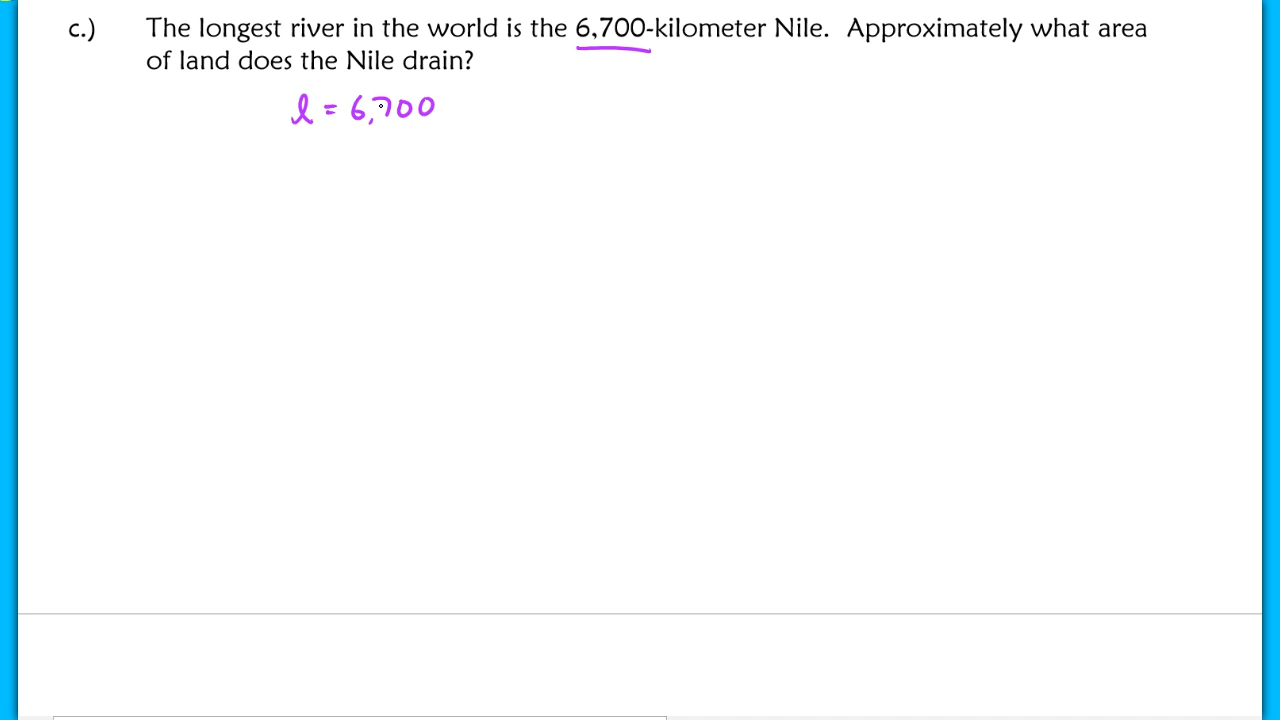 c.) The longest river in the world is the 6,700-kilometer Nile. Approximately what area
of land does the Nile drain?
l = 6,700